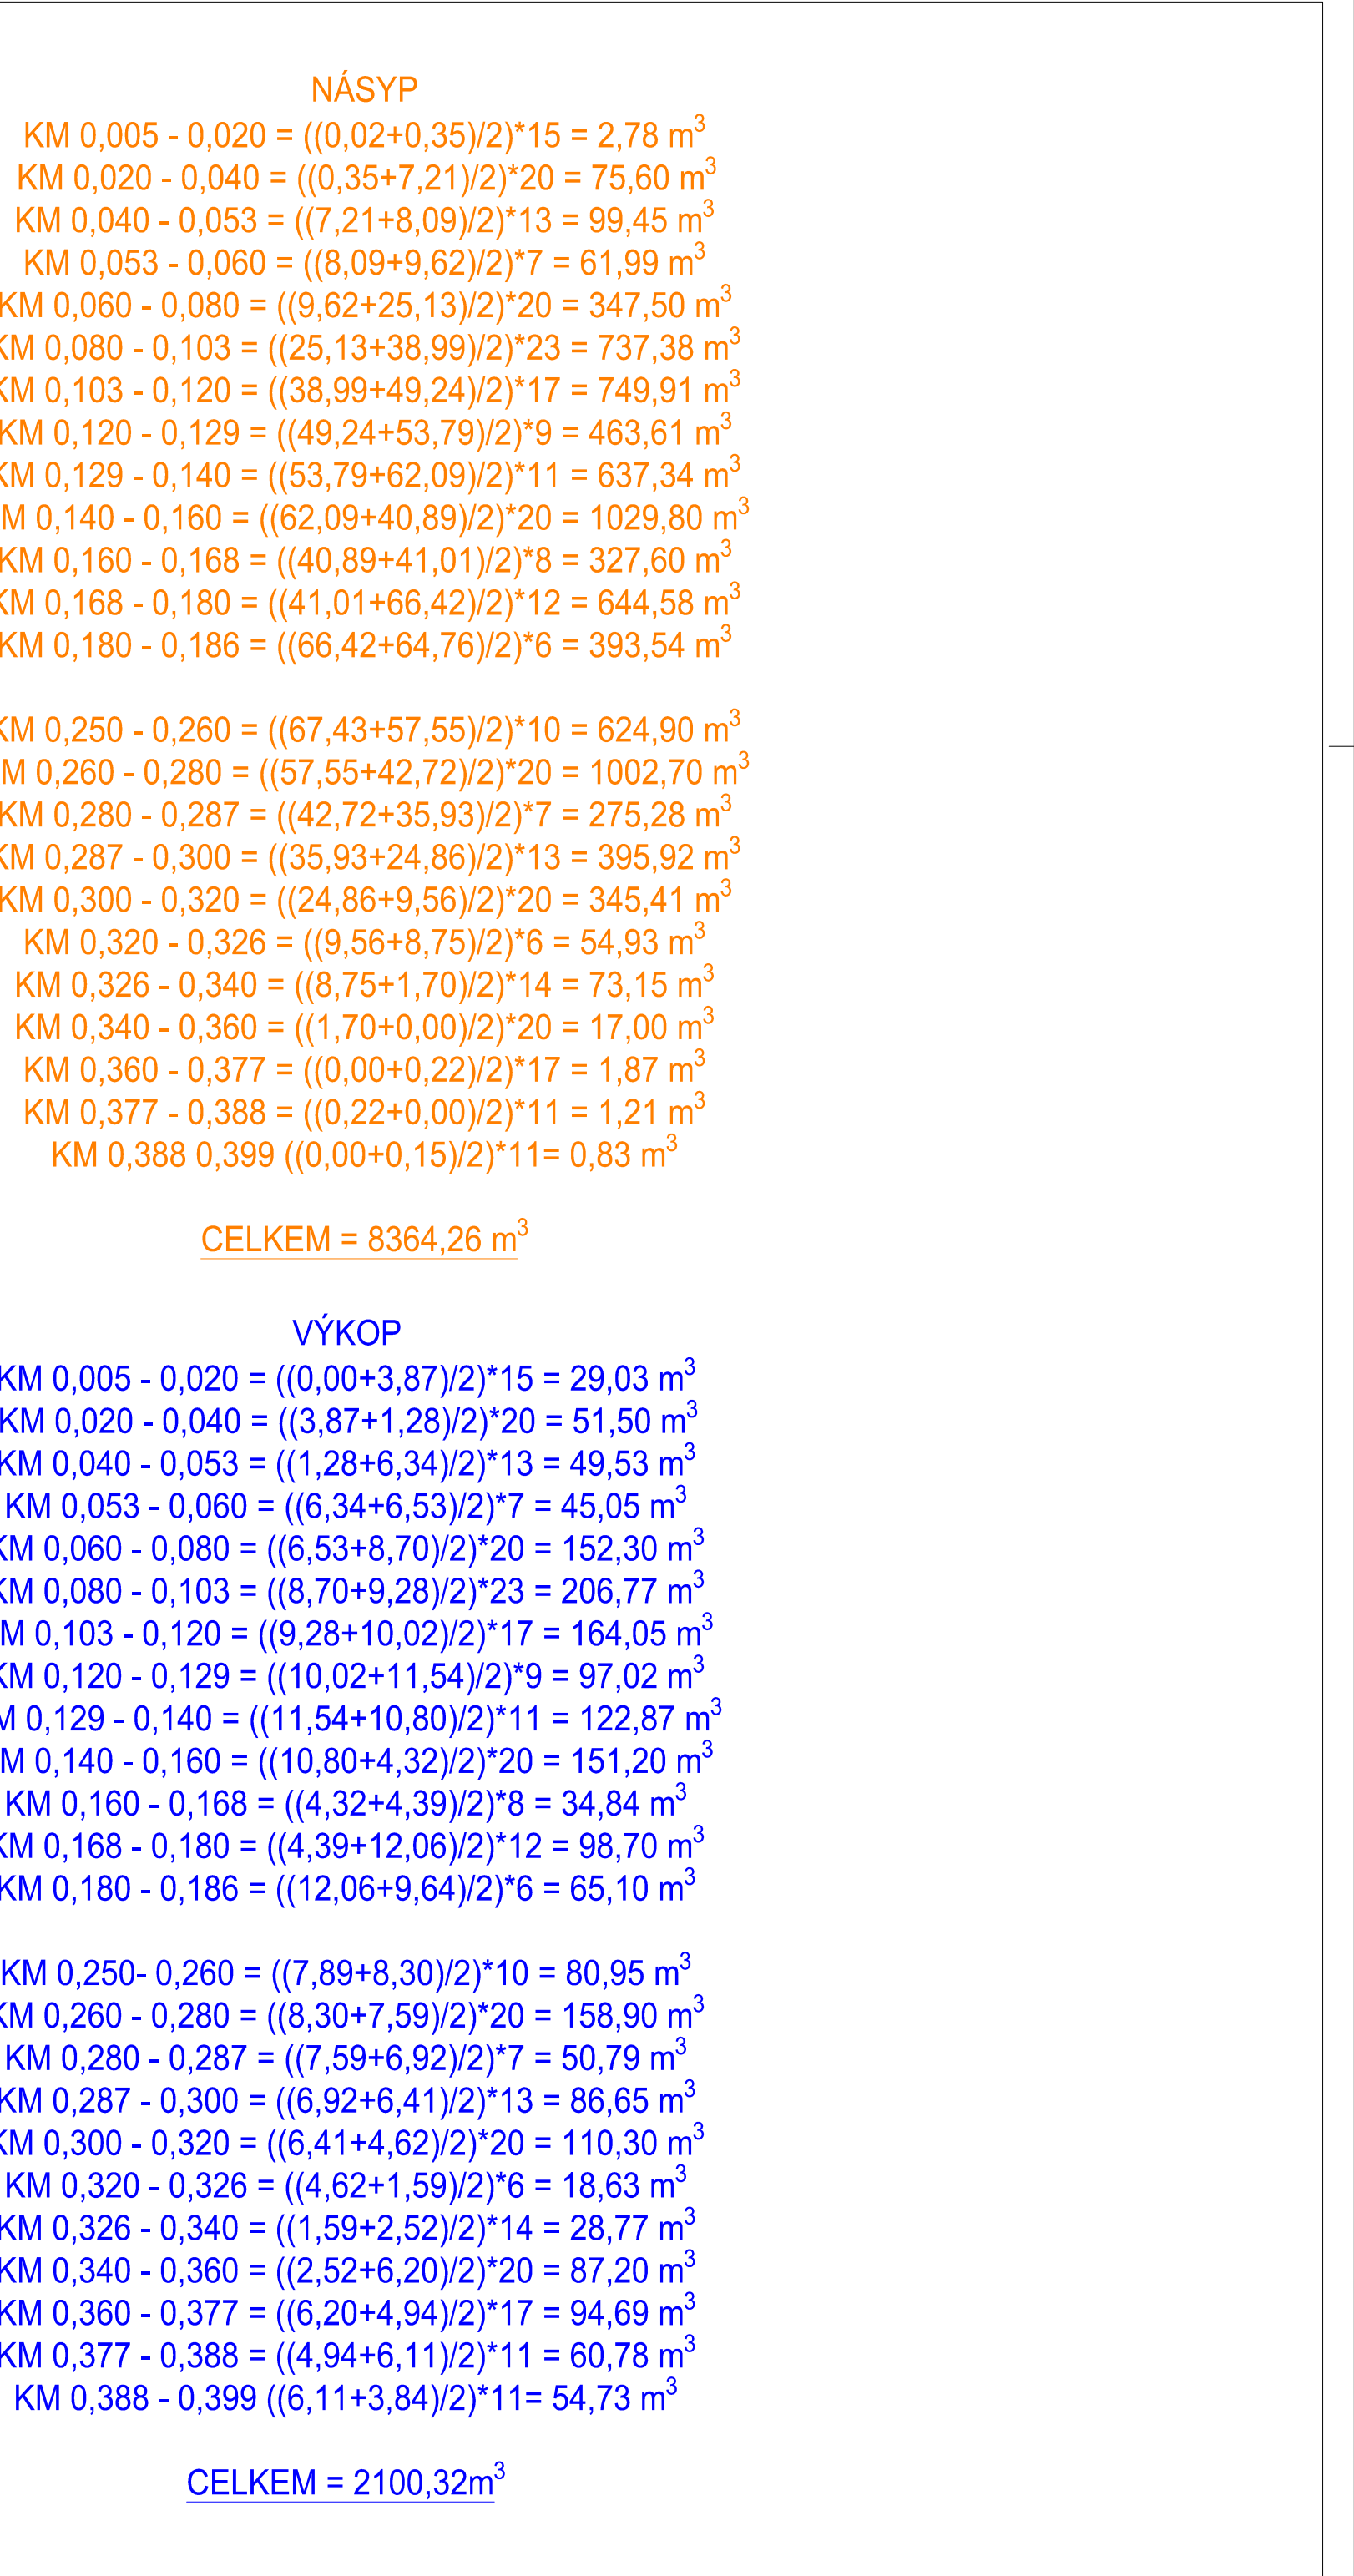 NÁSYP
KM 0,005 - 0,020 = ((0,02+0,35)/2)*15 = 2,78 m³
KM 0,020 - 0,040 = ((0,35+7,21)/2)*20 = 75,60 m³
KM 0,040 - 0,053 = ((7,21+8,09)/2)*13 = 99,45 m³
KM 0,053 - 0,060 = ((8,09+9,62)/2)*7 = 61,99 m³
KM 0,060 - 0,080 = ((9,62+25,13)/2)*20 = 347,50 m³
KM 0,080 - 0,103 = ((25,13+38,99)/2)*23 = 737,38 m³
KM 0,103 - 0,120 = ((38,99+49,24)/2)*17 = 749,91 m³
KM 0,120 - 0,129 = ((49,24+53,79)/2)*9 = 463,61 m³
KM 0,129 - 0,140 = ((53,79+62,09)/2)*11 = 637,34 m³
M 0,140 - 0,160 = ((62,09+40,89)/2)*20 = 1029,80 m³
KM 0,160 - 0,168 = ((40,89+41,01)/2)*8 = 327,60 m³
KM 0,168 - 0,180 = ((41,01+66,42)/2)*12 = 644,58 m³
KM 0,180 - 0,186 = ((66,42+64,76)/2)*6 = 393,54 m³
KM 0,250 - 0,260 = ((67,43+57,55)/2)*10 = 624,90 m³
M 0,260 - 0,280 = ((57,55+42,72)/2)*20 = 1002,70 m³
KM 0,280 - 0,287 = ((42,72+35,93)/2)*7 = 275,28 m³
KM 0,287 - 0,300 = ((35,93+24,86)/2)*13 = 395,92 m³
KM 0,300 - 0,320 = ((24,86+9,56)/2)*20 = 345,41 m³
KM 0,320 - 0,326 = ((9,56+8,75)/2)*6 = 54,93 m³
KM 0,326 - 0,340 = ((8,75+1,70)/2)*14 = 73,15 m³
KM 0,340 - 0,360 = ((1,70+0,00)/2)*20 = 17,00 m³
KM 0,360 - 0,377 = ((0,00+0,22)/2)*17 = 1,87 m³
KM 0,377 - 0,388 = ((0,22+0,00)/2)*11 = 1,21 m³
KM 0,388 0,399 ((0,00+0,15)/2)*11= 0,83 m³
CELKEM = 8364,26 m³
VÝKOP
KM 0,005 - 0,020 = ((0,00+3,87)/2)*15 = 29,03 m³
KM 0,020 - 0,040 = ((3,87+1,28)/2)*20 = 51,50 m³
KM 0,040 - 0,053 = ((1,28+6,34)/2)*13 = 49,53 m³
KM 0,053 - 0,060 = ((6,34+6,53)/2)*7 = 45,05 m³
KM 0,060 - 0,080 = ((6,53+8,70)/2)*20 = 152,30 m³
KM 0,080 - 0,103 = ((8,70+9,28)/2)*23 = 206,77 m³
M 0,103 - 0,120 = ((9,28+10,02)/2)*17 = 164,05 m³
KM 0,120 - 0,129 = ((10,02+11,54)/2)*9 = 97,02 m³
M 0,129 - 0,140 = ((11,54+10,80)/2)*11 = 122,87 m³
M 0,140 - 0,160 = ((10,80+4,32)/2)*20 = 151,20 m³
KM 0,160 - 0,168 = ((4,32+4,39)/2)*8 = 34,84 m³
KM 0,168 - 0,180 = ((4,39+12,06)/2)*12 = 98,70 m³
KM 0,180 - 0,186 = ((12,06+9,64)/2)*6 = 65,10 m³
KM 0,250- 0,260 = ((7,89+8,30)/2)*10 = 80,95 m³
KM 0,260 - 0,280 = ((8,30+7,59)/2)*20 = 158,90 m³
KM 0,280 - 0,287 = ((7,59+6,92)/2)*7 = 50,79 m³
KM 0,287 - 0,300 = ((6,92+6,41)/2)*13 = 86,65 m³
KM 0,300 - 0,320 = ((6,41+4,62)/2)*20 = 110,30 m³
KM 0,320 - 0,326 = ((4,62+1,59)/2)*6 = 18,63 m³
KM 0,326 - 0,340 = ((1,59+2,52)/2)*14 = 28,77 m³
KM 0,340 - 0,360 = ((2,52+6,20)/2)*20 = 87,20 m³
KM 0,360 - 0,377 = ((6,20+4,94)/2)*17 = 94,69 m³
KM 0,377 - 0,388 = ((4,94+6,11)/2)*11 = 60,78 m³
KM 0,388 - 0,399 ((6,11+3,84)/2)*11= 54,73 m³
CELKEM = 2100,32m³